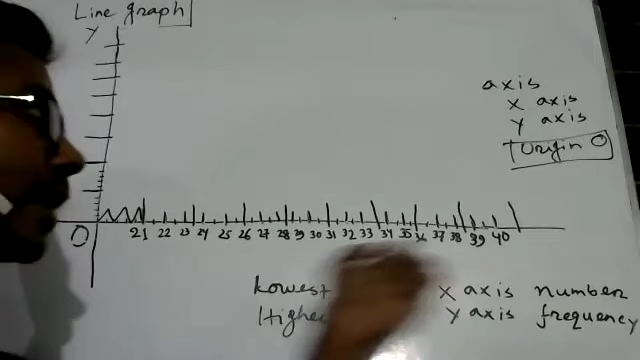 Line graph
y
axis
x axis
y axis
Origin O
O 21 22 23 24 25 26 27 28 29 30 31 32 33 34 35 36 37 38 39 40
Lowest x axis number
y axis frequency